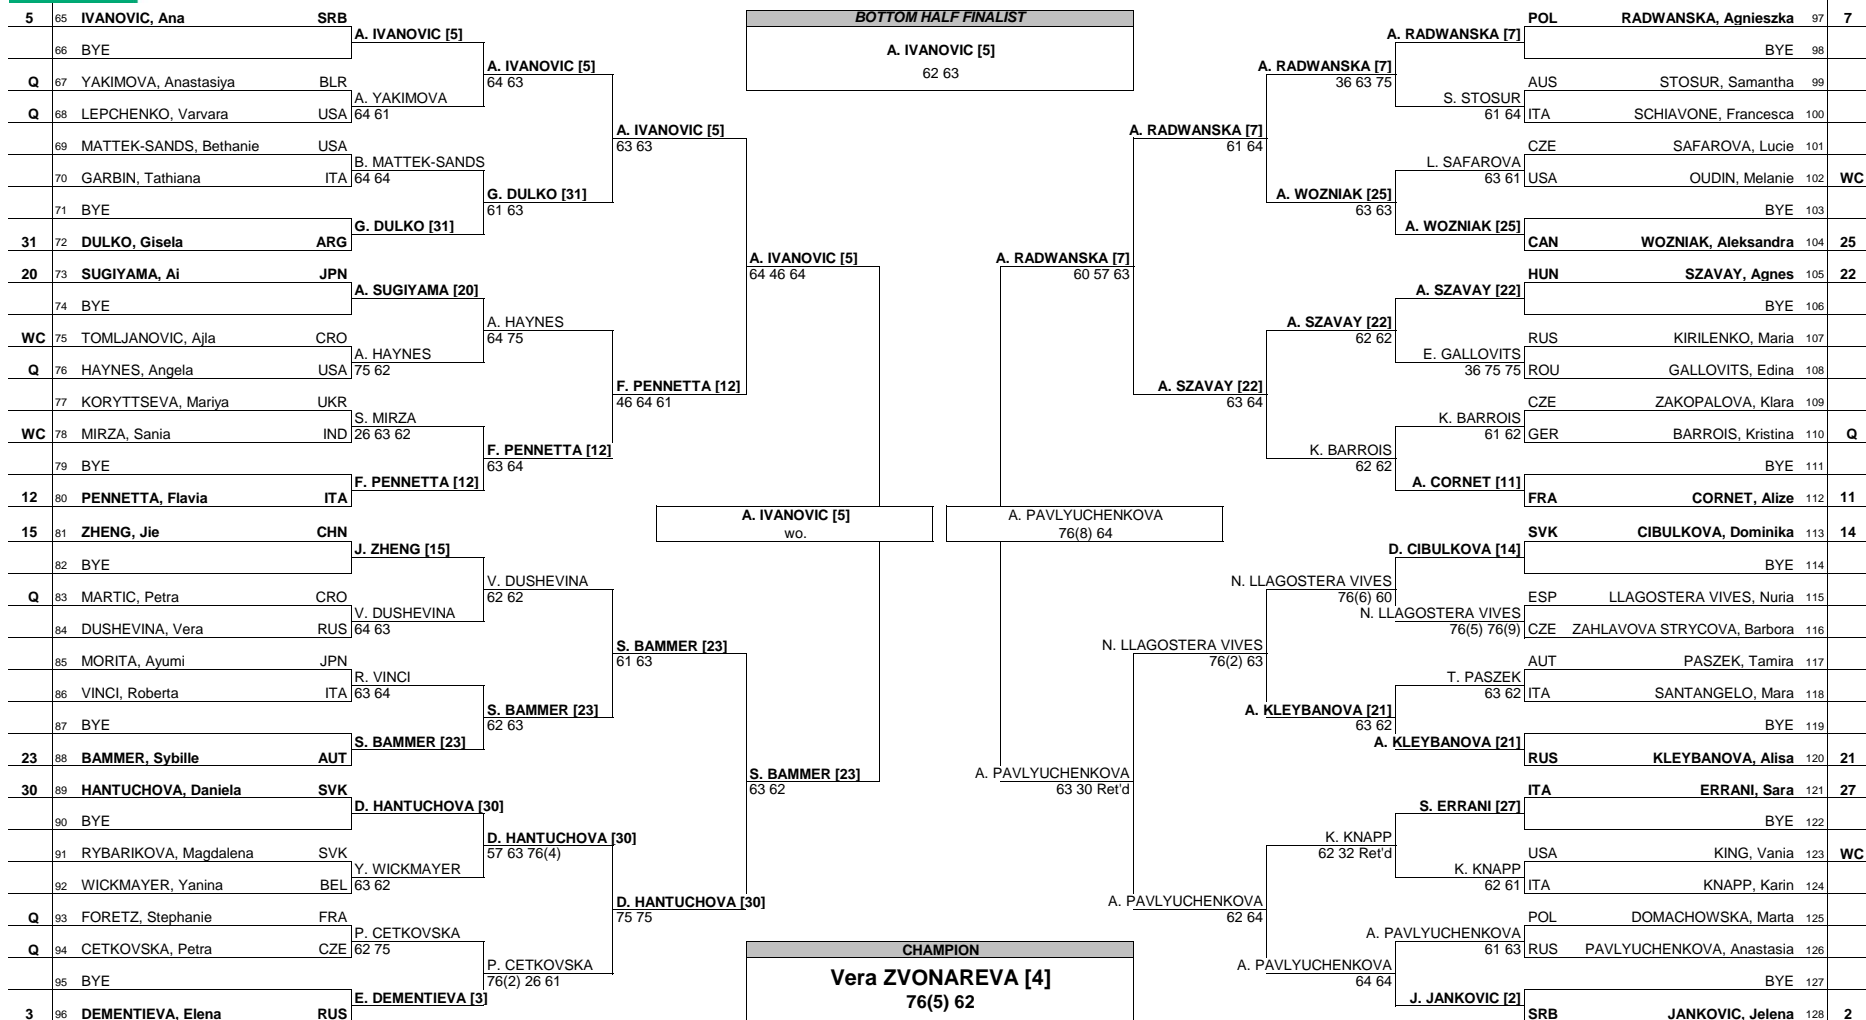 5 65 IVANOVIC, Ana SRB
66 BYE
Q 67 YAKIMOVA, Anastasiya BLR
Q 68 LEPCHENKO, Varvara USA
69 MATTEK-SANDS, Bethanie USA
70 GARBIN, Tathiana ITA
71 BYE
31 72 DULKO, Gisela ARG
20 73 SUGIYAMA, Ai JPN
74 BYE
WC 75 TOMLJANOVIC, Ajla CRO
Q 76 HAYNES, Angela USA
77 KORYTTSEVA, Mariya UKR
WC 78 MIRZA, Sania IND
79 BYE
12 80 PENNETTA, Flavia ITA
15 81 ZHENG, Jie CHN
82 BYE
Q 83 MARTIC, Petra CRO
84 DUSHEVINA, Vera RUS
85 MORITA, Ayumi JPN
86 VINCI, Roberta ITA
87 BYE
23 88 BAMMER, Sybille AUT
30 89 HANTUCHOVA, Daniela SVK
90 BYE
91 RYBARIKOVA, Magdalena SVK
92 WICKMAYER, Yanina BEL
Q 93 FORETZ, Stephanie FRA
Q 94 CETKOVSKA, Petra CZE
95 BYE
3 96 DEMENTIEVA, Elena RUS
A. IVANOVIC [5]
A. YAKIMOVA
64 61
B. MATTEK-SANDS
64 64
G. DULKO [31]
A. SUGIYAMA [20]
A. HAYNES
75 62
S. MIRZA
26 63 62
F. PENNETTA [12]
J. ZHENG [15]
V. DUSHEVINA
64 63
R. VINCI
63 64
S. BAMMER [23]
D. HANTUCHOVA [30]
Y. WICKMAYER
63 62
P. CETKOVSKA
62 75
E. DEMENTIEVA [3]
A. IVANOVIC [5]
64 63
G. DULKO [31]
61 63
A. HAYNES
64 75
F. PENNETTA [12]
63 64
V. DUSHEVINA
62 62
S. BAMMER [23]
62 63
D. HANTUCHOVA [30]
57 63 76(4)
P. CETKOVSKA
76(2) 26 61
A. IVANOVIC [5]
63 63
F. PENNETTA [12]
46 64 61
S. BAMMER [23]
61 63
D. HANTUCHOVA [30]
75 75
A. IVANOVIC [5]
64 46 64
S. BAMMER [23]
63 62
A. IVANOVIC [5]
wo.
BOTTOM HALF FINALIST
A. IVANOVIC [5]
62 63
CHAMPION
Vera ZVONAREVA [4]
76(5) 62
A. PAVLYUCHENKOVA
76(8) 64
A. RADWANSKA [7]
60 57 63
A. PAVLYUCHENKOVA
63 30 Ret'd
A. RADWANSKA [7]
61 64
A. SZAVAY [22]
63 64
N. LLAGOSTERA VIVES
76(2) 63
A. PAVLYUCHENKOVA
62 64
A. RADWANSKA [7]
36 63 75
A. WOZNIAK [25]
63 63
A. SZAVAY [22]
62 62
K. BARROIS
62 62
N. LLAGOSTERA VIVES
76(6) 60
A. KLEYBANOVA [21]
63 62
K. KNAPP
62 32 Ret'd
A. PAVLYUCHENKOVA
64 64
A. RADWANSKA [7]
S. STOSUR
61 64
L. SAFAROVA
63 61
A. WOZNIAK [25]
A. SZAVAY [22]
E. GALLOVITS
36 75 75
K. BARROIS
61 62
A. CORNET [11]
D. CIBULKOVA [14]
N. LLAGOSTERA VIVES
76(5) 76(9)
T. PASZEK
63 62
A. KLEYBANOVA [21]
S. ERRANI [27]
K. KNAPP
62 61
A. PAVLYUCHENKOVA
61 63
J. JANKOVIC [2]
POL RADWANSKA, Agnieszka 97 7
BYE 98
AUS STOSUR, Samantha 99
ITA SCHIAVONE, Francesca 100
CZE SAFAROVA, Lucie 101
USA OUDIN, Melanie 102 WC
BYE 103
CAN WOZNIAK, Aleksandra 104 25
HUN SZAVAY, Agnes 105 22
BYE 106
RUS KIRILENKO, Maria 107
ROU GALLOVITS, Edina 108
CZE ZAKOPALOVA, Klara 109
GER BARROIS, Kristina 110 Q
BYE 111
FRA CORNET, Alize 112 11
SVK CIBULKOVA, Dominika 113 14
BYE 114
ESP LLAGOSTERA VIVES, Nuria 115
CZE ZAHLAVOVA STRYCOVA, Barbora 116
AUT PASZEK, Tamira 117
ITA SANTANGELO, Mara 118
BYE 119
RUS KLEYBANOVA, Alisa 120 21
ITA ERRANI, Sara 121 27
BYE 122
USA KING, Vania 123 WC
ITA KNAPP, Karin 124
POL DOMACHOWSKA, Marta 125
RUS PAVLYUCHENKOVA, Anastasia 126
BYE 127
SRB JANKOVIC, Jelena 128 2